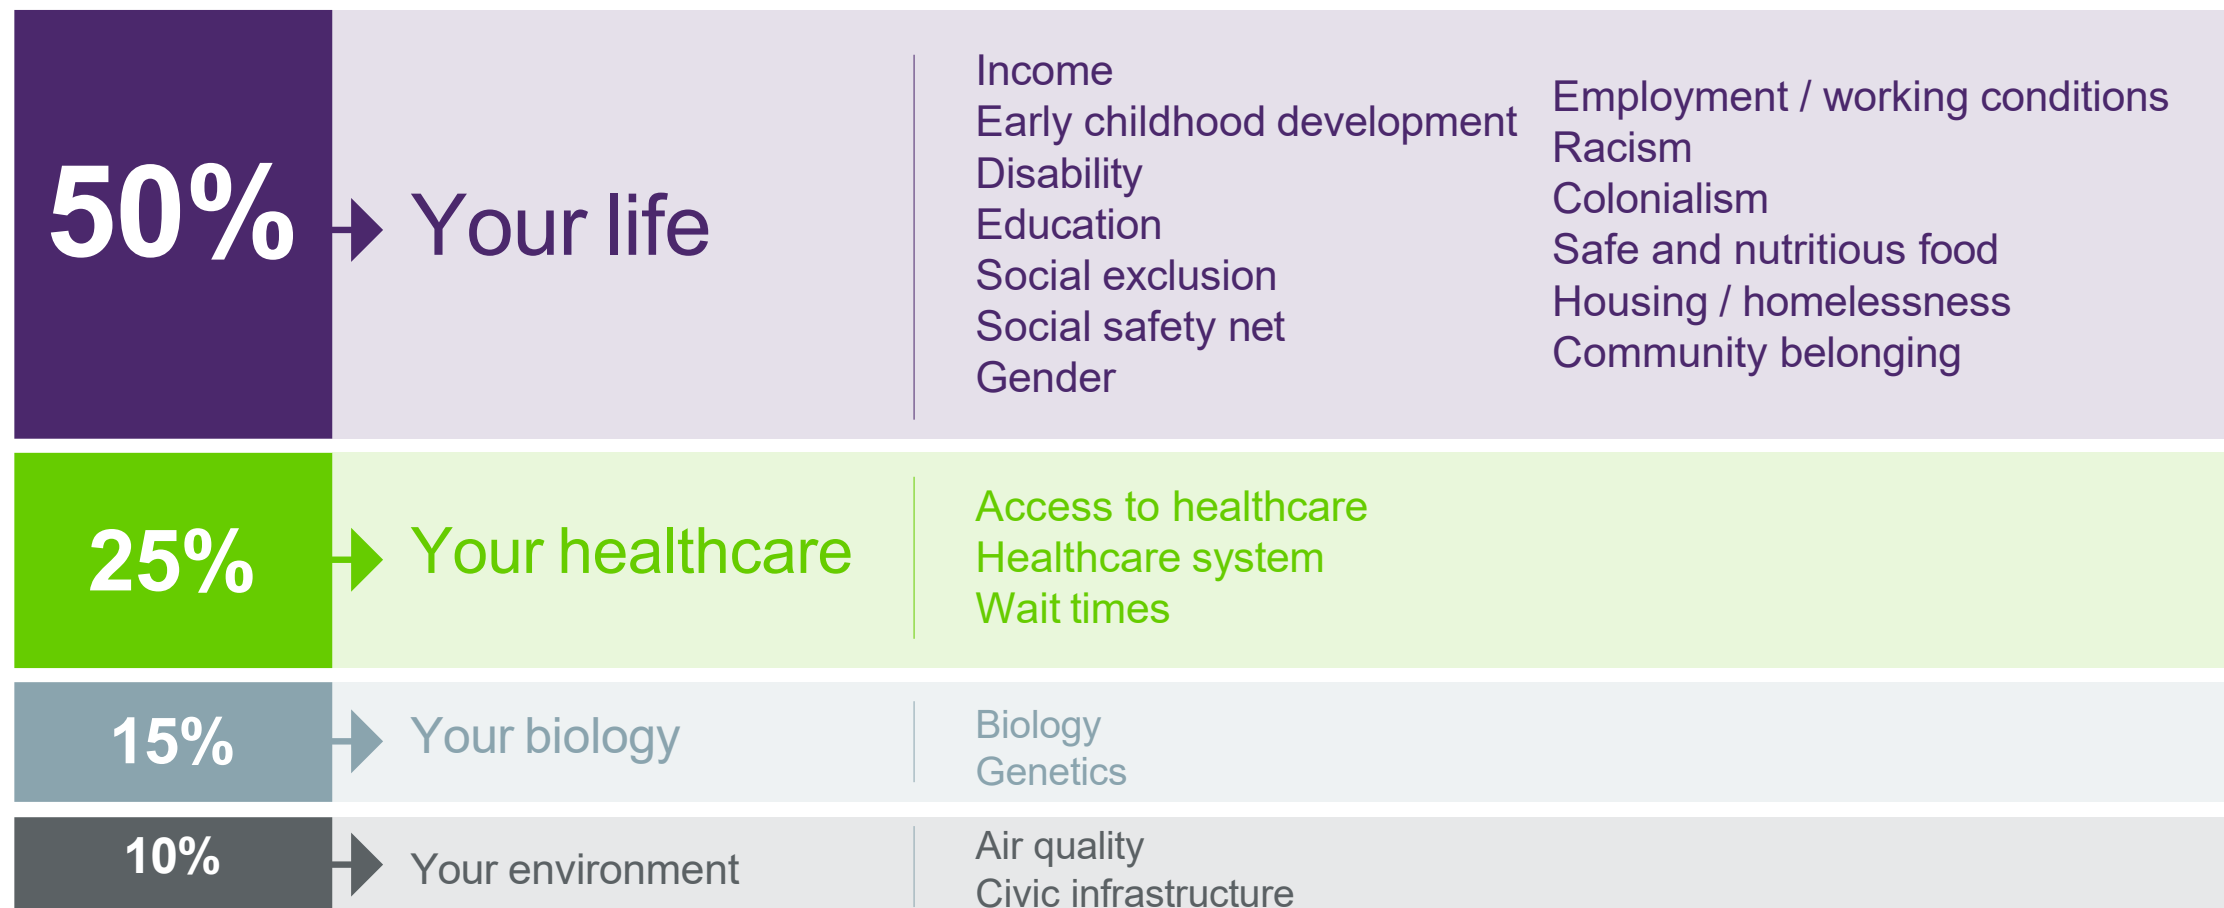 50%
Your life
Income
Early childhood development
Disability
Education
Social exclusion
Social safety net
Gender
Employment / working conditions
Racism
Colonialism
Safe and nutritious food
Housing / homelessness
Community belonging
25%
Your healthcare
Access to healthcare
Healthcare system
Wait times
15%
Your biology
Biology
Genetics
10%
Your environment
Air quality
Civic infrastructure